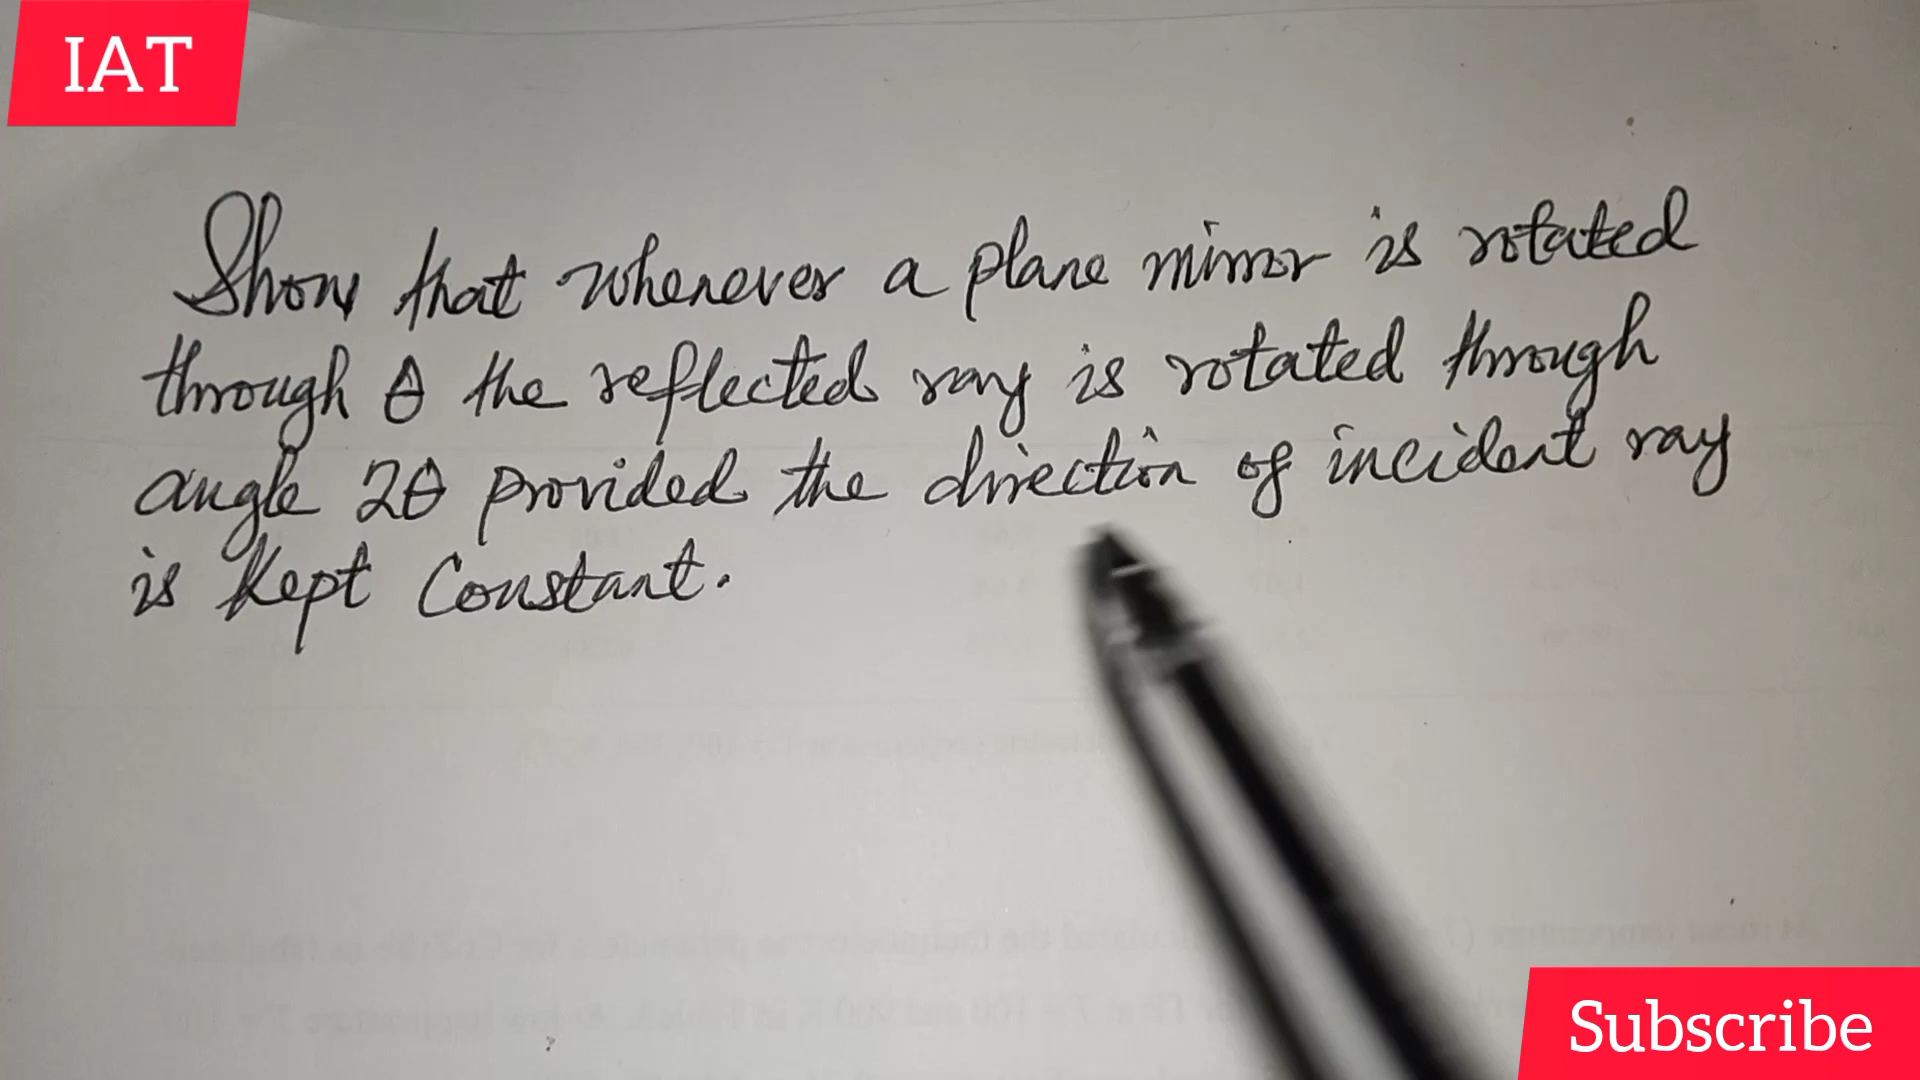 IAT
Show that whenever a plane mirror is rotated
through θ the reflected ray is rotated through
angle 2θ provided the direction of incident ray
is Kept Constant.
Subscribe